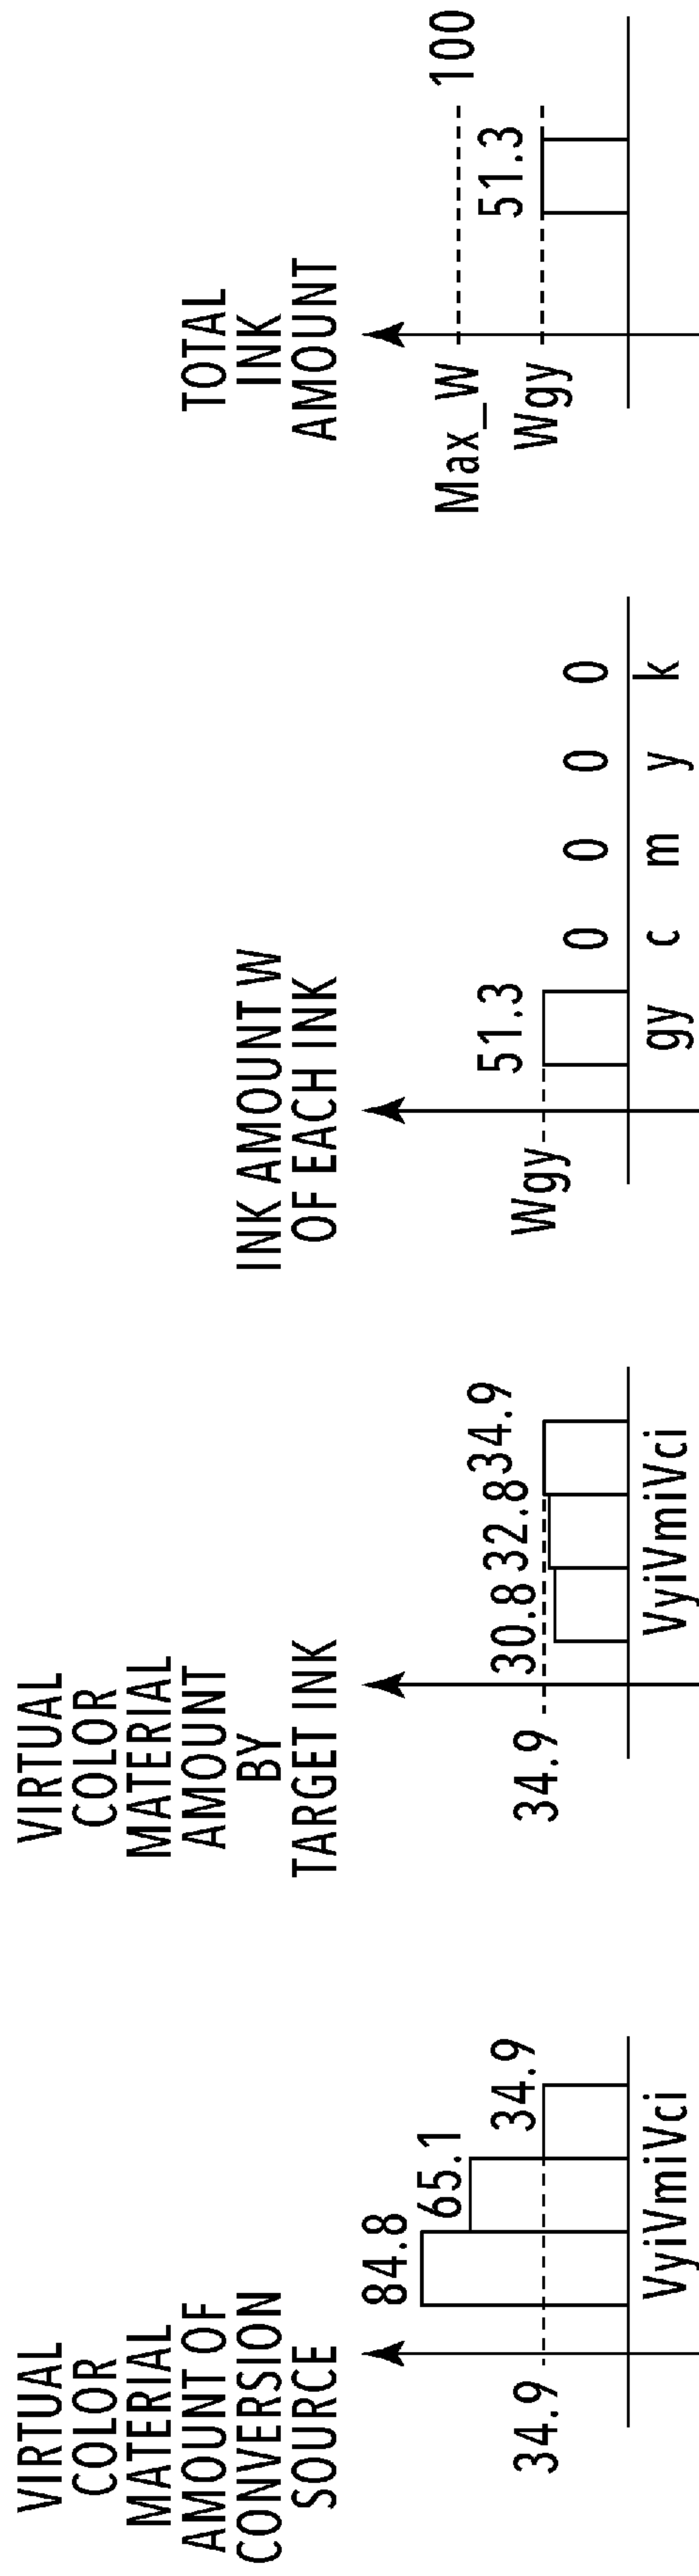 VIRTUAL
COLOR
MATERIAL
AMOUNT OF
CONVERSION
SOURCE
84.8
65.1
34.9
34.9
VyiVmiVci
VIRTUAL
COLOR
MATERIAL
AMOUNT
BY
TARGET INK
30.8 32.8 34.9
34.9
VyiVmiVci
INK AMOUNT W
OF EACH INK
51.3
Wgy
0 0 0 0
gy c m y k
TOTAL
INK
AMOUNT
Max_W
100
51.3
Wgy